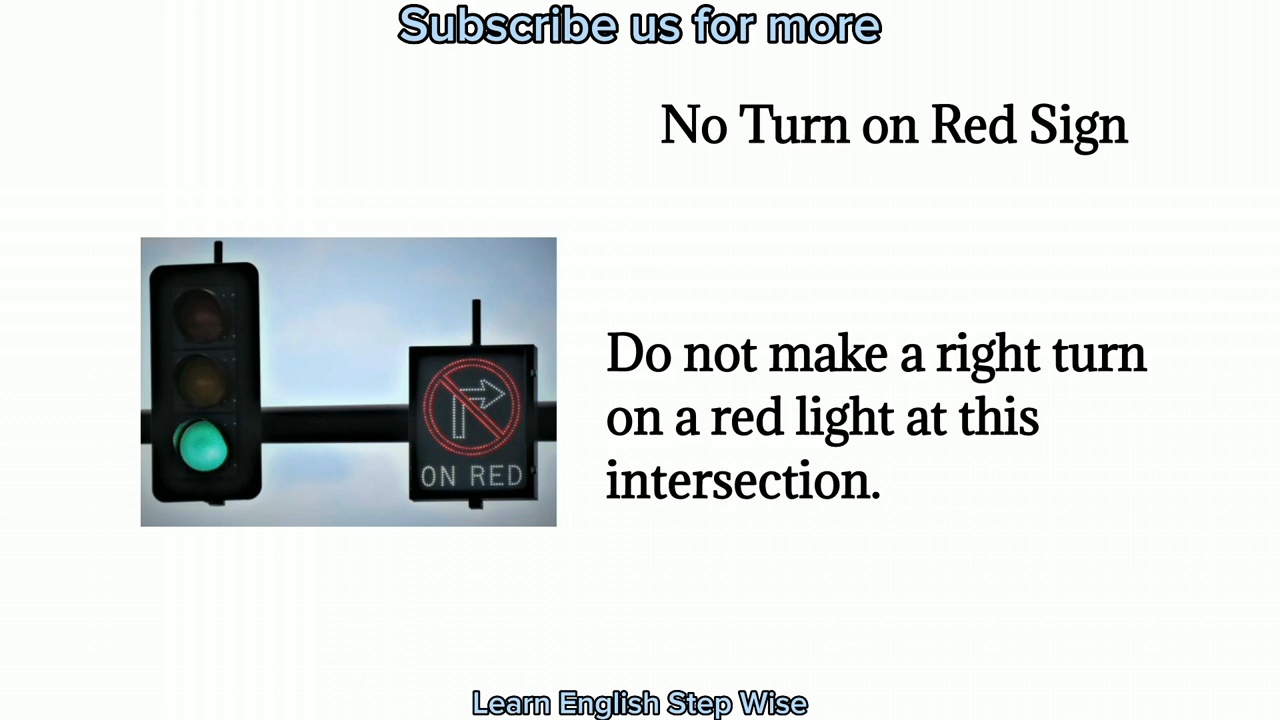 Subscribe us for more
No Turn on Red Sign
ON RED
Do not make a right turn
on a red light at this
intersection.
Learn English Step Wise